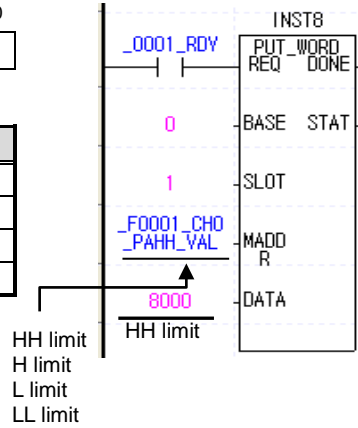 INST8
_0001_RDY
PUT_WORD
REQ DONE
0
BASE STAT
1
SLOT
_F0001_CH0
_PAHH_VAL
MADD
R
8000
DATA
HH limit
HH limit
H limit
L limit
LL limit